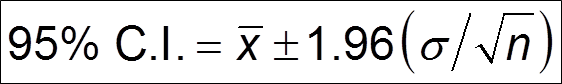 95% C.I. = x̅ ± 1.96(σ/√n)